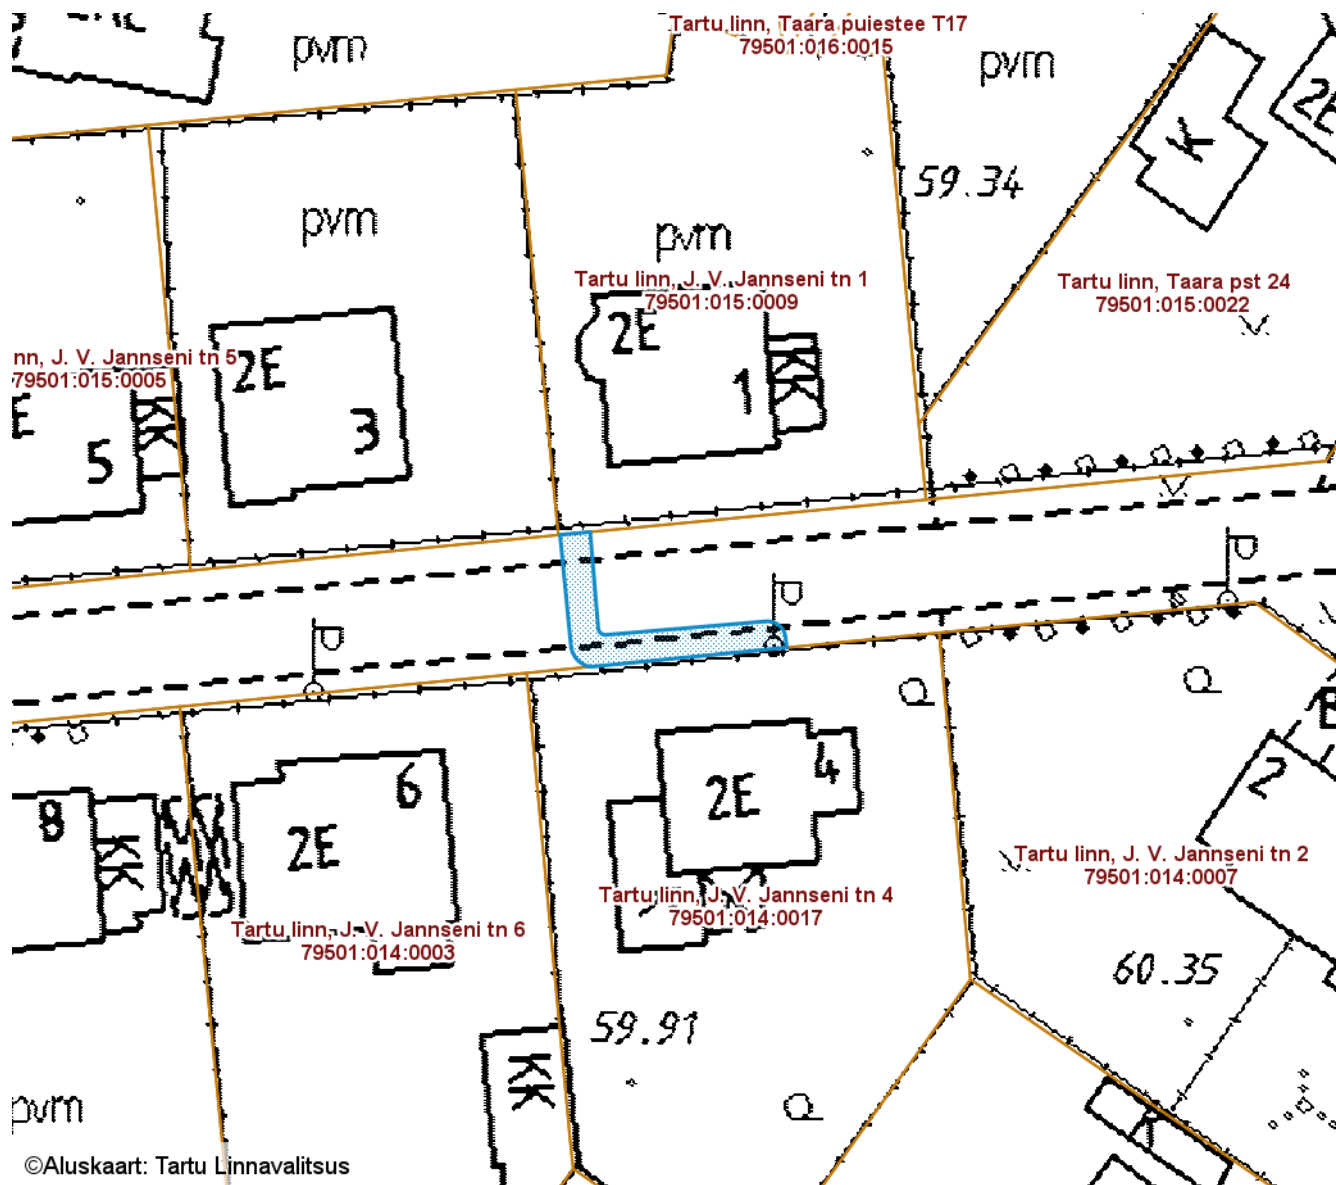 Tartu linn, Taara puiestee T17
79501:016:0015
pvm
pvm
2E
K
59.34
pvm
pvm
Tartu linn, J. V. Jannseni tn 1
79501:015:0009
Tartu linn, Taara pst 24
79501:015:0022
2E
1
KK
nn, J. V. Jannseni tn 5
79501:015:0005
2E
3
E
5
KK
6
2E
8
KK
4
2E
2
Tartu linn, J. V. Jannseni tn 2
79501:014:0007
Tartu linn, J. V. Jannseni tn 4
79501:014:0017
Tartu linn, J. V. Jannseni tn 6
79501:014:0003
60.35
59.91
KK
pvm
K
©Aluskaart: Tartu Linnavalitsus